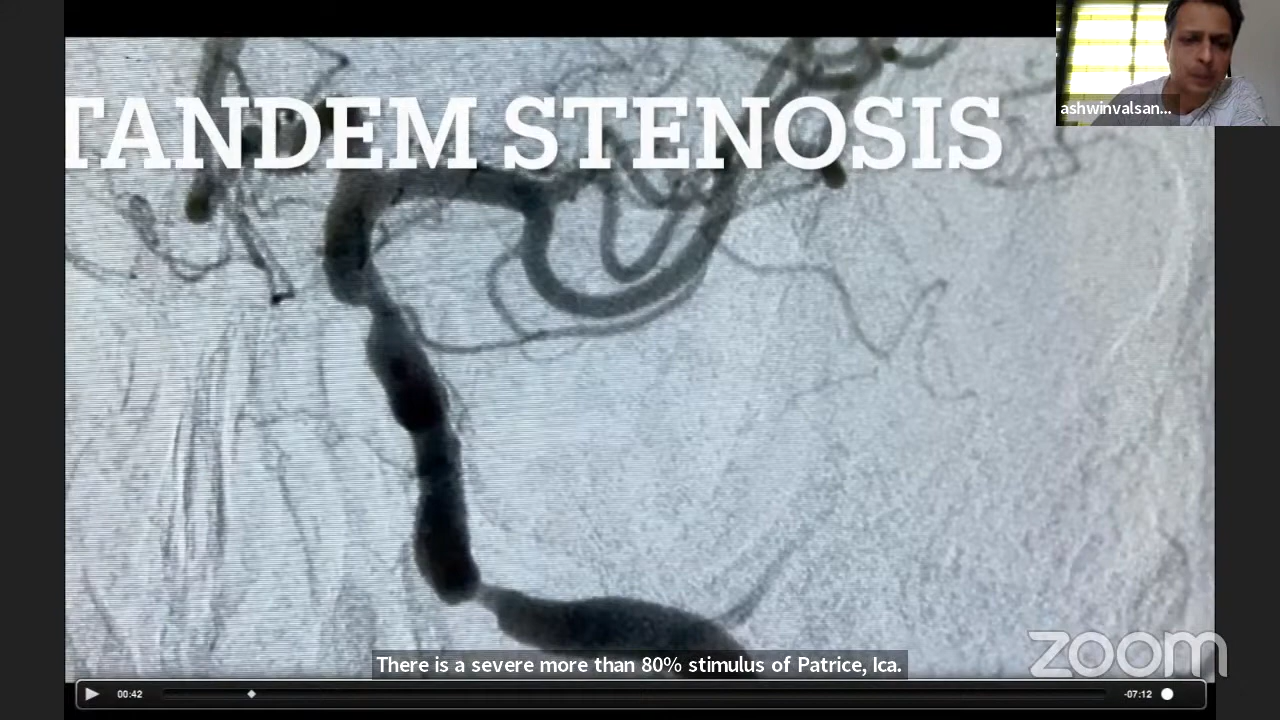 TANDEM STENOSIS
ashwinvalsan...
There is a severe more than 80% stimulus of Patrice, Ica.
zoom
00:42
-07:12